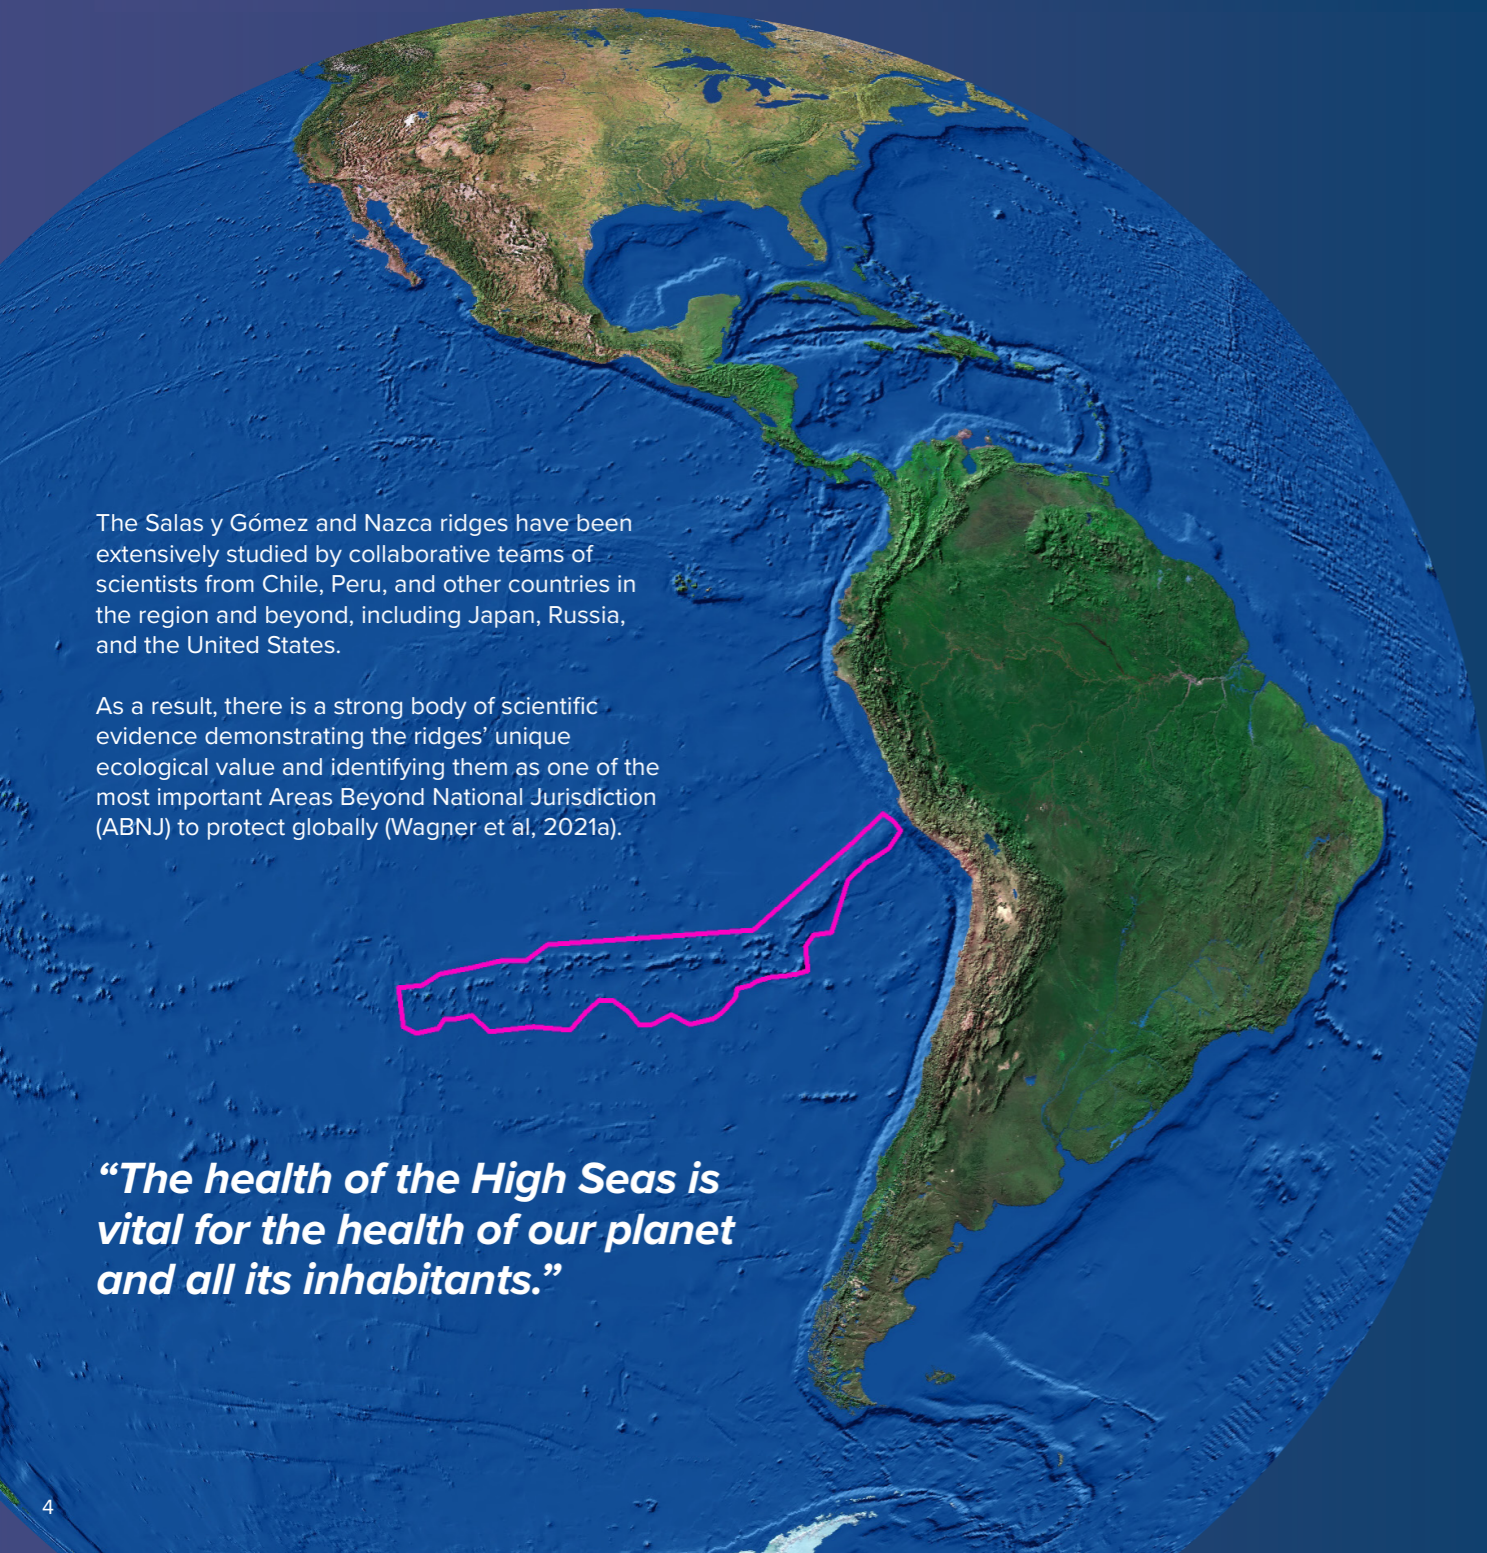 The Salas y Gómez and Nazca ridges have been
extensively studied by collaborative teams of
scientists from Chile, Peru, and other countries in
the region and beyond, including Japan, Russia,
and the United States.
As a result, there is a strong body of scientific
evidence demonstrating the ridges’ unique
ecological value and identifying them as one of the
most important Areas Beyond National Jurisdiction
(ABNJ) to protect globally (Wagner et al, 2021a).
“The health of the High Seas is
vital for the health of our planet
and all its inhabitants.”
4